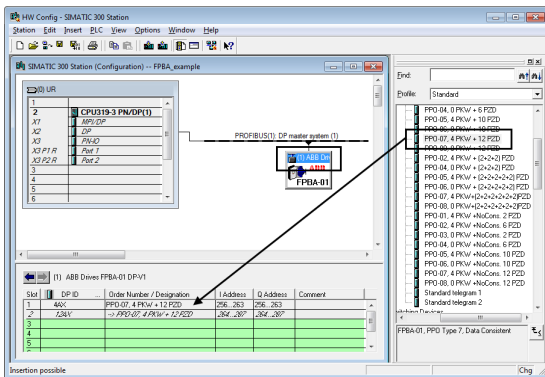 HW Config - SIMATIC 300 Station
Station Edit Insert PLC View Options Window Help
SIMATIC 300 Station (Configuration) -- FPBA_example
(0) UR
1
2 CPU319-3 PN/DP(1)
X1 MPI/DP
X2 DP
X3 PN-IO
X3 P1 R Port 1
X3 P2 R Port 2
3
4
5
6
PROFIBUS(1): DP master system (1)
(1) ABB Dri
ABB
FPBA-01
(1) ABB Drives FPBA-01 DP-V1
Slot DP ID ... Order Number / Designation I Address Q Address Comment
1 4AX PPO-07, 4 PKW + 12 PZD 256...263 256...263
2 12AX -> PPO-07, 4 PKW + 12 PZD 264...287 264...287
3
4
5
Find:
Profile: Standard
PPO-04, 0 PKW + 6 PZD
PPO-05, 4 PKW + 10 PZD
PPO-06, 0 PKW + 10 PZD
PPO-07, 4 PKW + 12 PZD
PPO-08, 0 PKW + 12 PZD
PPO-02, 4 PKW + (2+2+2) PZD
PPO-04, 0 PKW + (2+2+2) PZD
PPO-05, 4 PKW + (2+2+2+2+2)PZD
PPO-06, 0 PKW + (2+2+2+2+2)PZD
PPO-07, 4 PKW+(2+2+2+2+2+2)PZD
PPO-08, 0 PKW+(2+2+2+2+2+2)PZD
PPO-01, 4 PKW +NoCons. 2 PZD
PPO-02, 4 PKW +NoCons. 6 PZD
PPO-03, 0 PKW +NoCons. 2 PZD
PPO-04, 0 PKW +NoCons. 6 PZD
PPO-05, 4 PKW +NoCons. 10 PZD
PPO-06, 0 PKW +NoCons. 10 PZD
PPO-07, 4 PKW +NoCons. 12 PZD
PPO-08, 0 PKW +NoCons. 12 PZD
Standard telegram 1
Standard telegram 2
witching Devices
FPBA-01, PPO Type 7, Data Consistent
Insertion possible
Chg